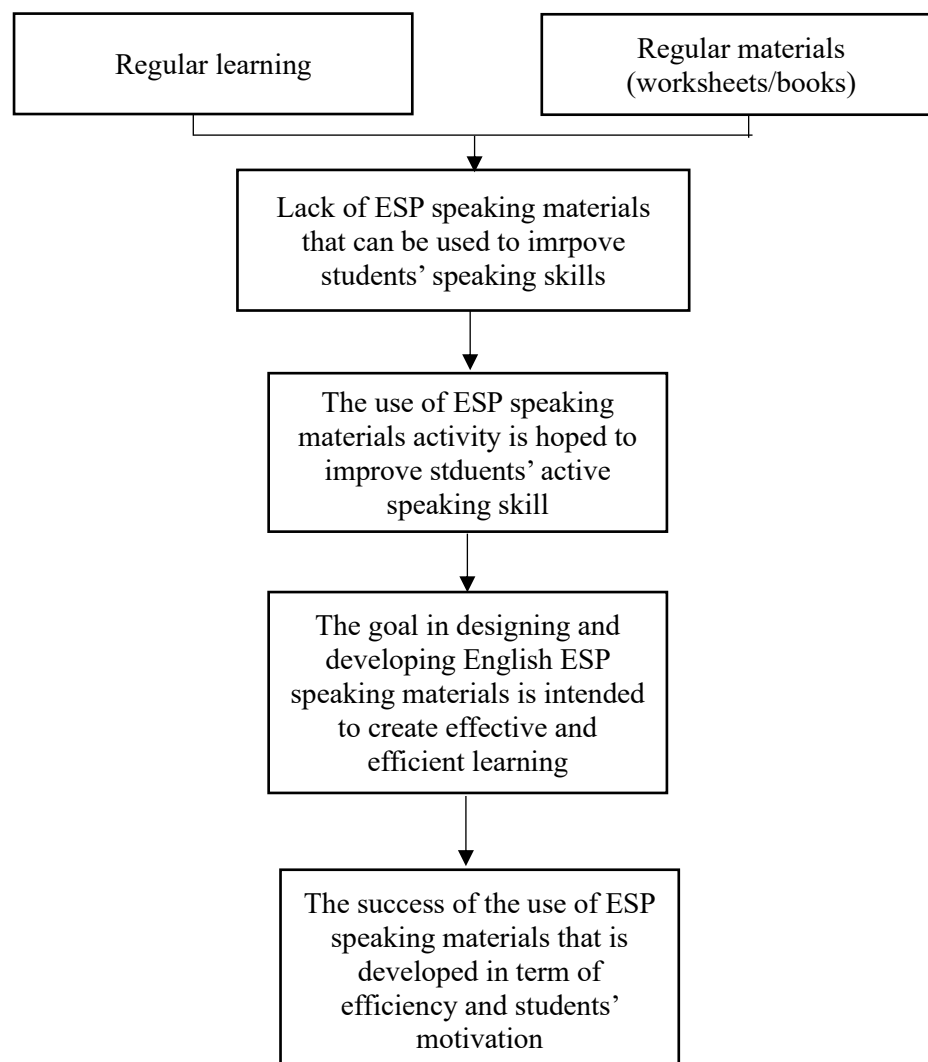 Regular learning
Regular materials
(worksheets/books)
Lack of ESP speaking materials
that can be used to imrpove
students’ speaking skills
The use of ESP speaking
materials activity is hoped to
improve stduents’ active
speaking skill
The goal in designing and
developing English ESP
speaking materials is intended
to create effective and
efficient learning
The success of the use of ESP
speaking materials that is
developed in term of
efficiency and students’
motivation